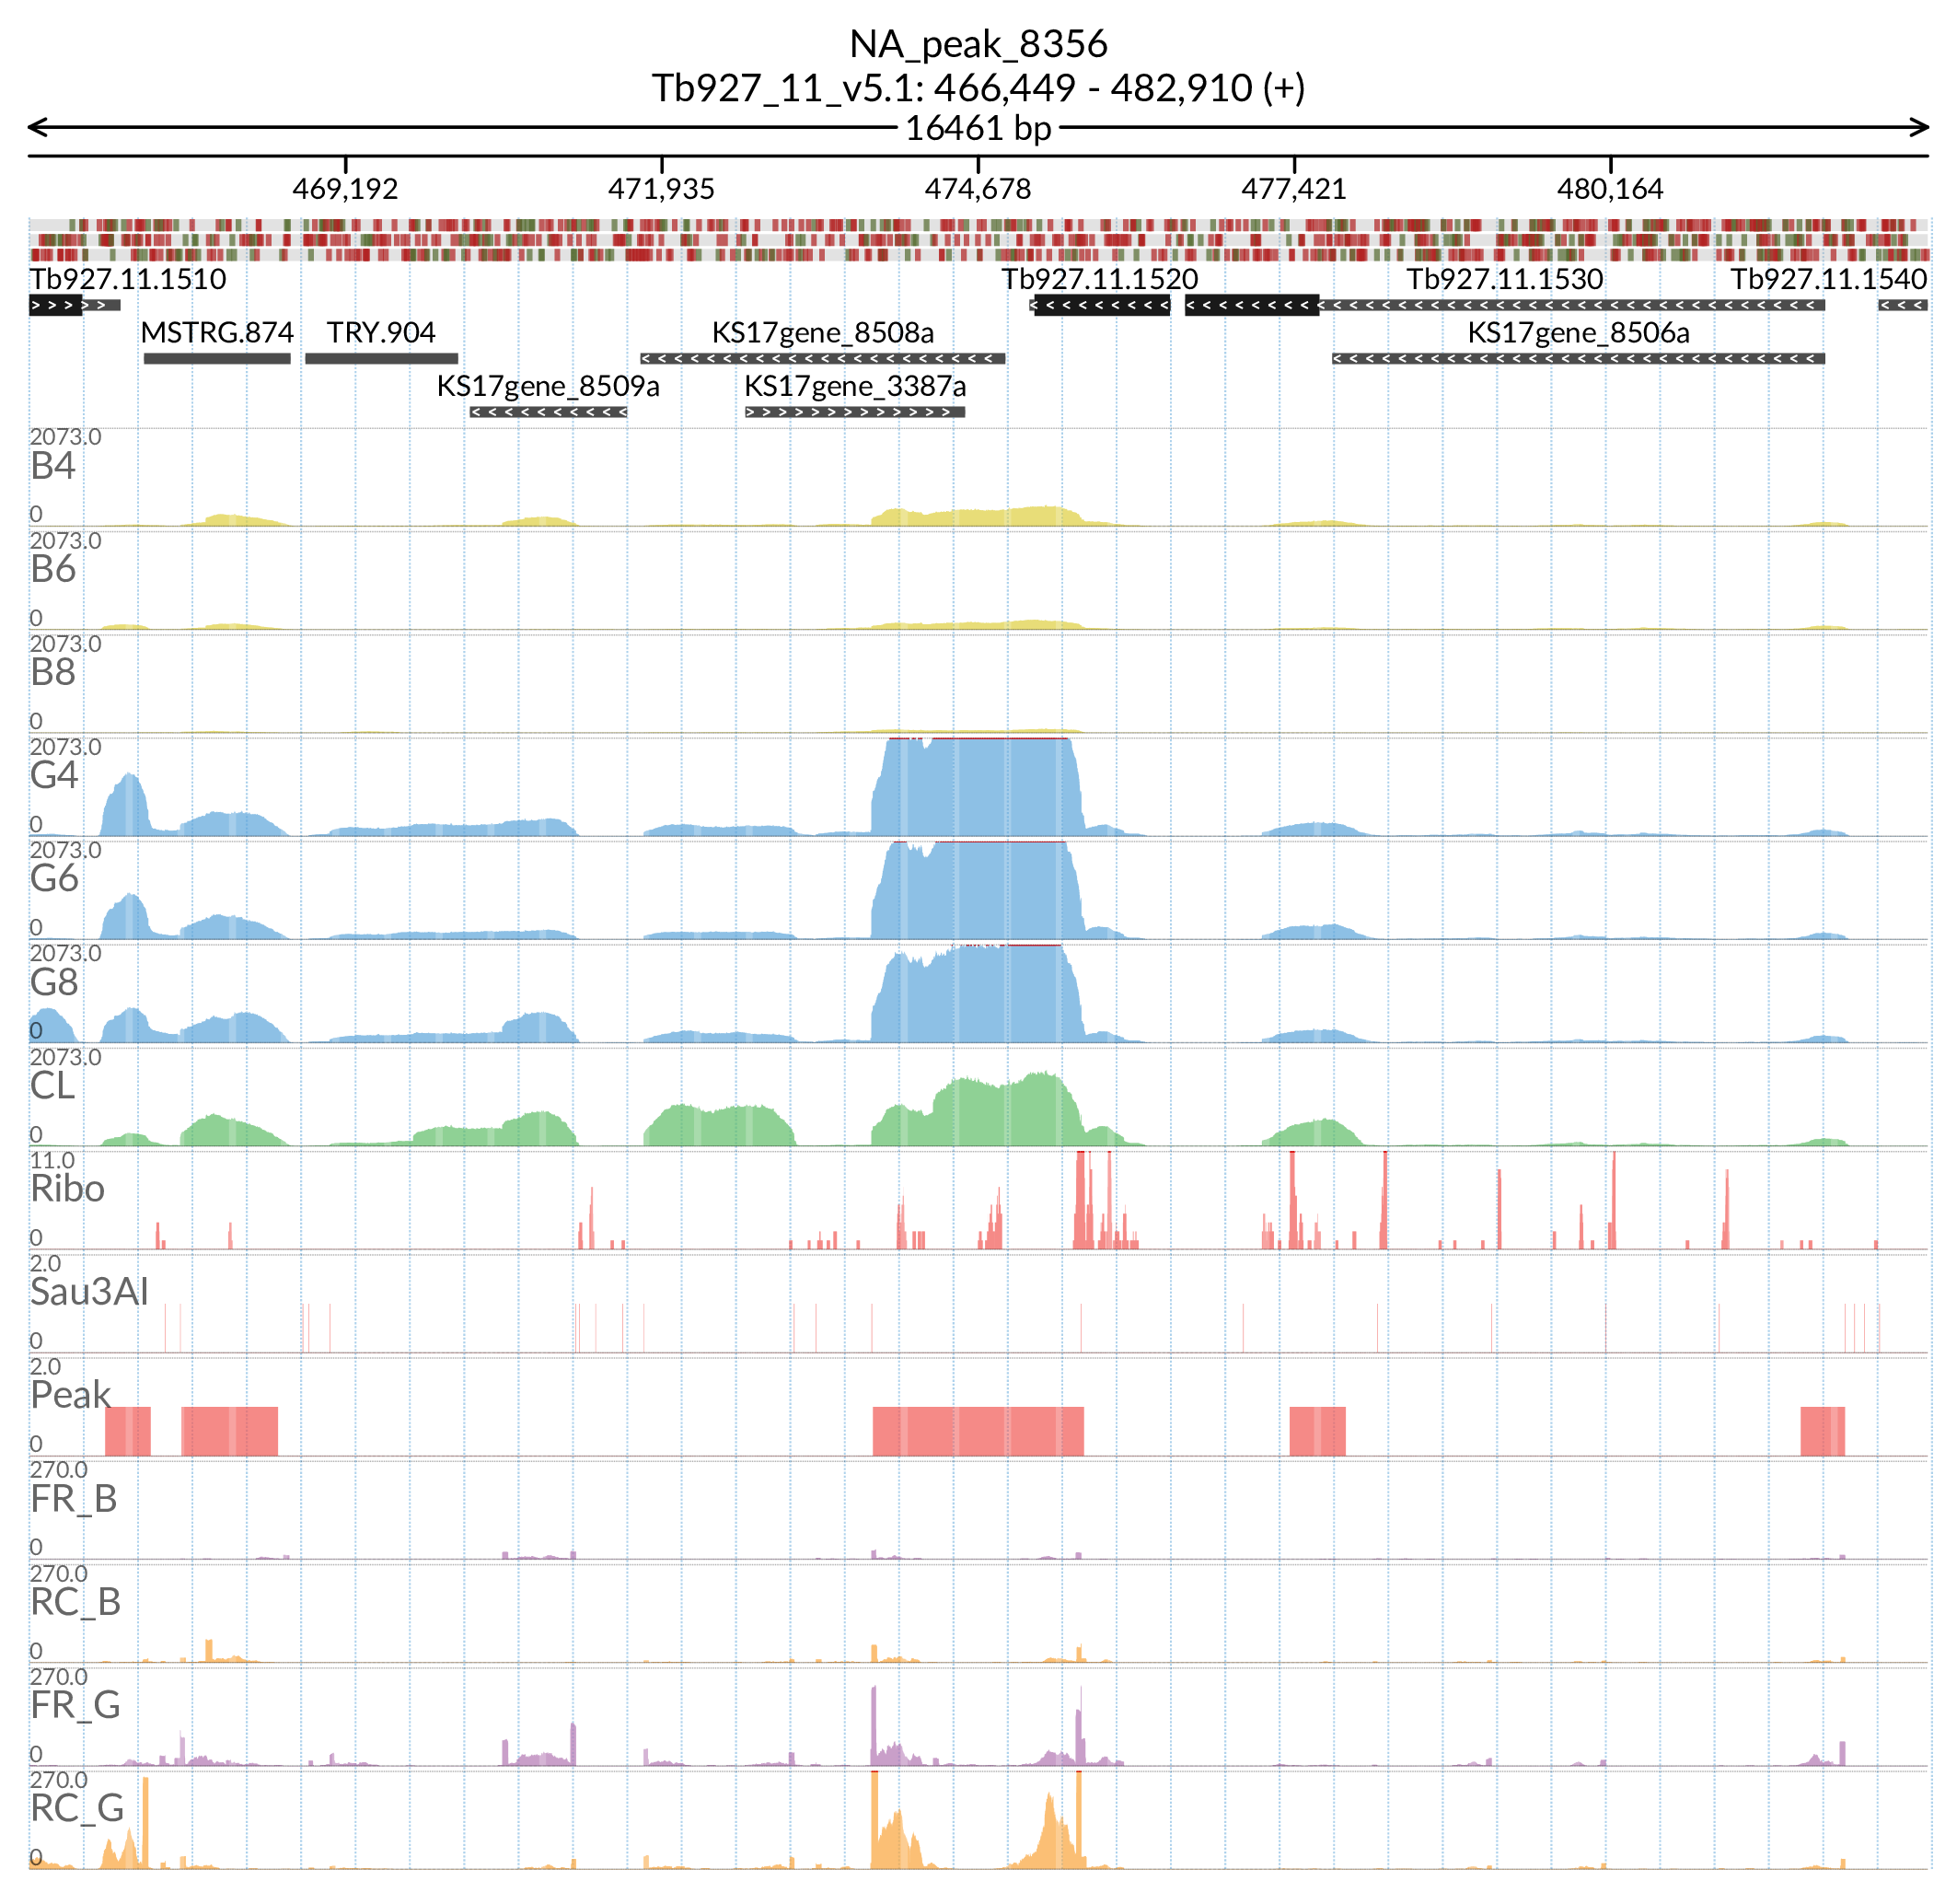 NA_peak_8356
Tb927_11_v5.1: 466,449 - 482,910 (+)
16461 bp
469,192 471,935 474,678 477,421 480,164
Tb927.11.1510 Tb927.11.1520 Tb927.11.1530 Tb927.11.1540
MSTRG.874 TRY.904 KS17gene_8508a KS17gene_8506a
KS17gene_8509a KS17gene_3387a
2073.0
B4
0
2073.0
B6
0
2073.0
B8
0
2073.0
G4
0
2073.0
G6
0
2073.0
G8
0
2073.0
CL
0
11.0
Ribo
0
2.0
Sau3AI
0
2.0
Peak
0
270.0
FR_B
0
270.0
RC_B
0
270.0
FR_G
0
270.0
RC_G
0